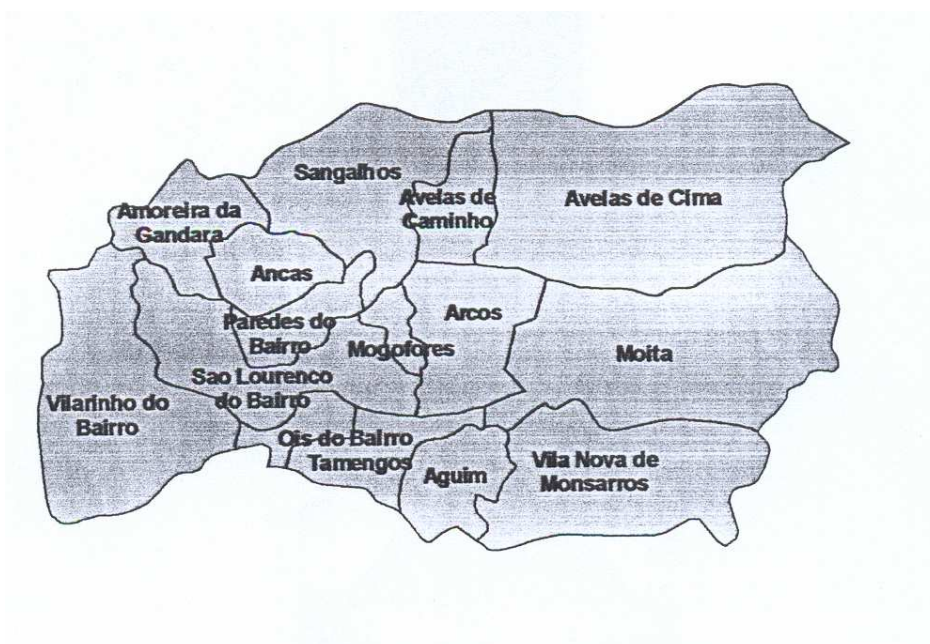 Sangalhos
Avelas de
Caminho
Avelas de Cima
Amoreira da
Gandara
Ancas
Arcos
Paredes do
Bairro
Mogofores
Moita
Sao Lourenco
do Bairro
Vilarinho do
Bairro
Ois do Bairro
Tamengos
Aguim
Vila Nova de
Monsarros